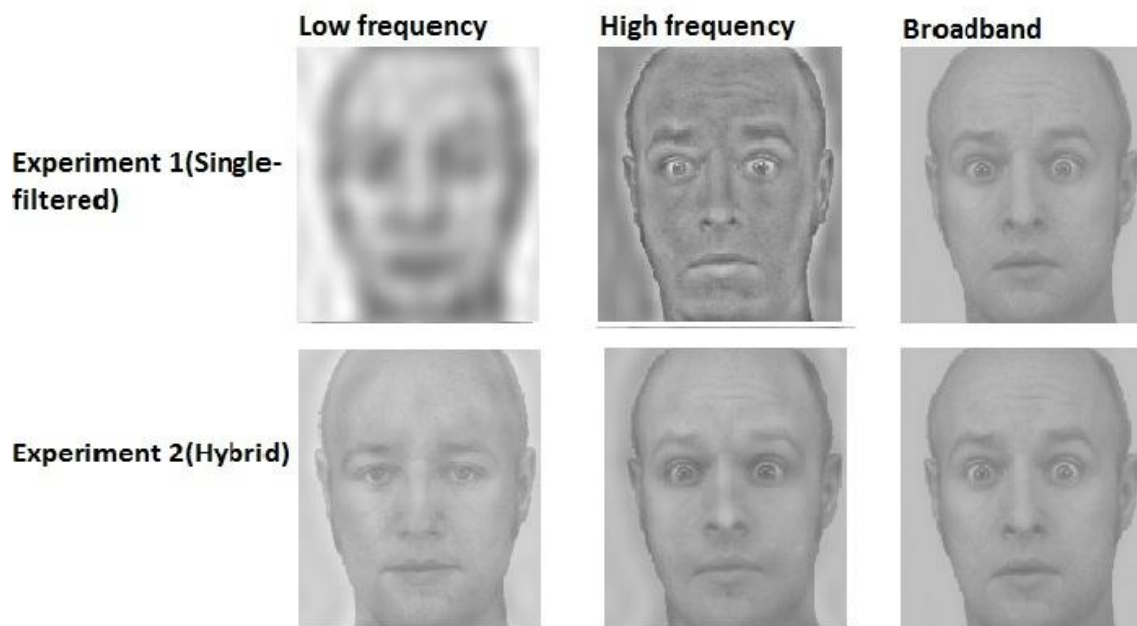 Low frequency High frequency Broadband
Experiment 1(Single-
filtered)
Experiment 2(Hybrid)